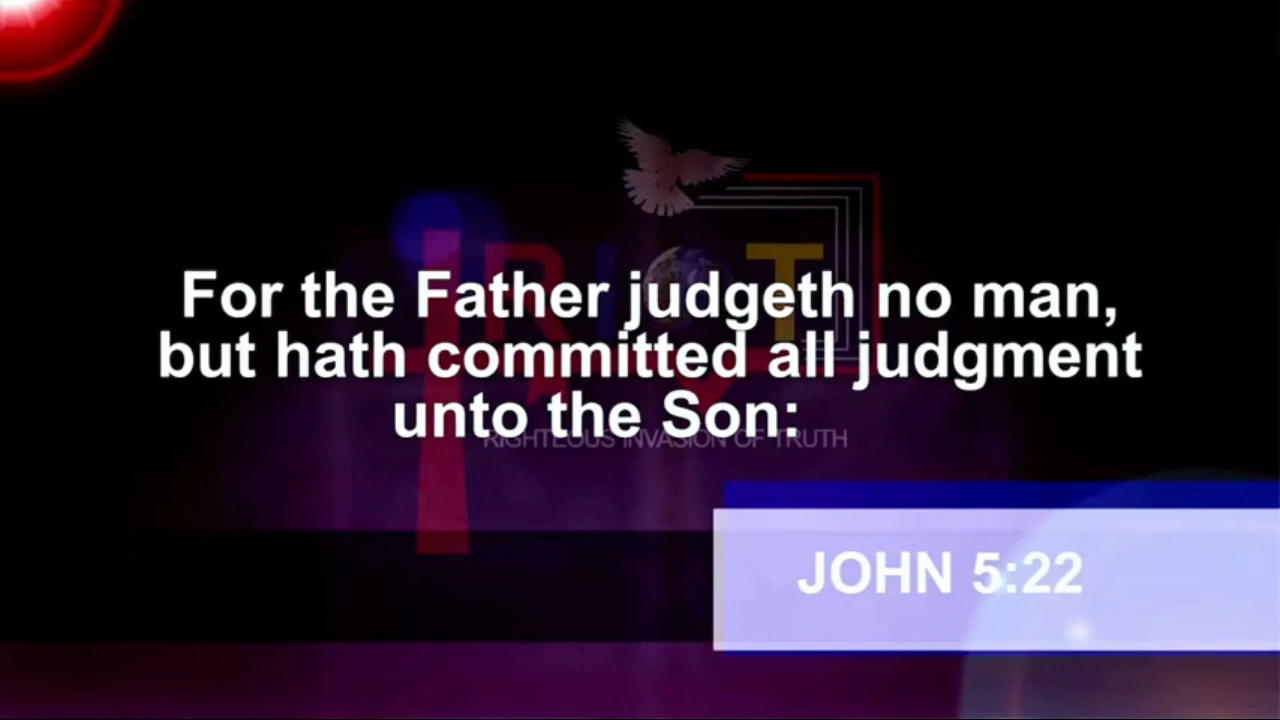 RIOT
For the Father judgeth no man,
but hath committed all judgment
unto the Son:
RIGHTEOUS INVASION OF TRUTH
JOHN 5:22